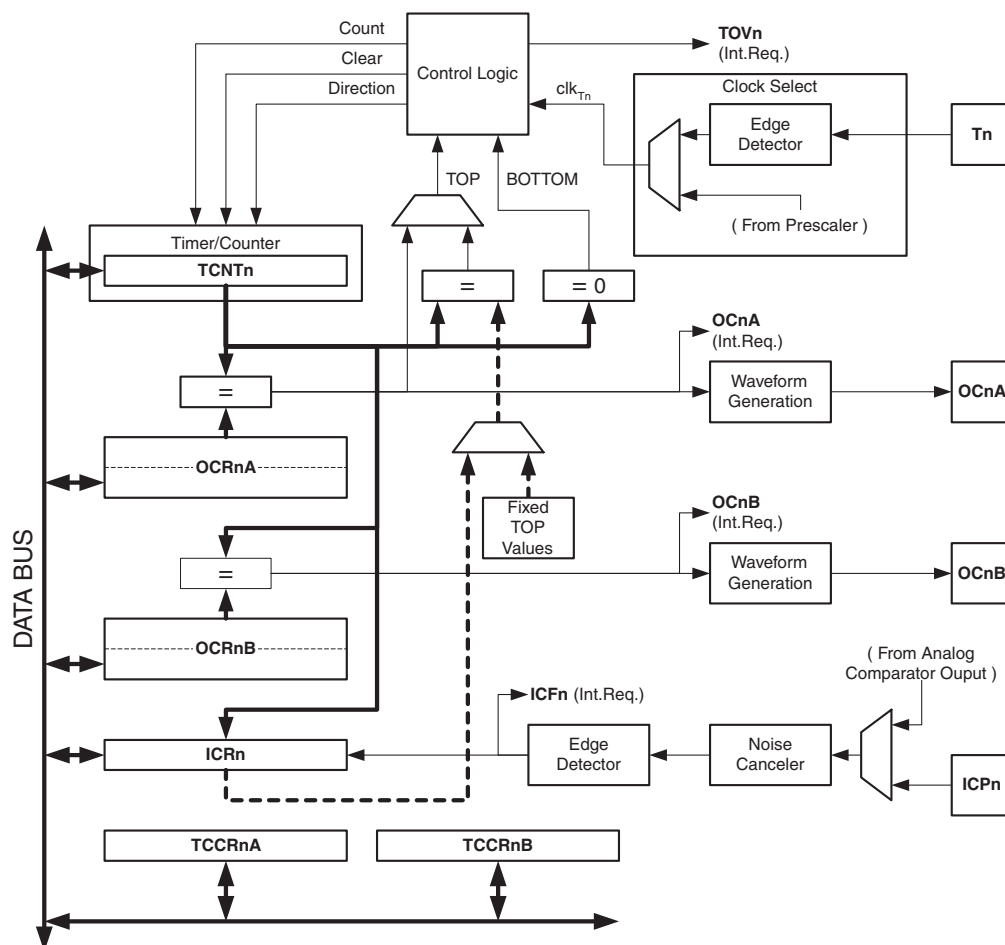 Count
Clear
Direction
Control Logic
TOVn
(Int.Req.)
clkTn
Clock Select
Edge
Detector
Tn
( From Prescaler )
TOP
BOTTOM
Timer/Counter
TCNTn
=
= 0
OCnA
(Int.Req.)
=
Waveform
Generation
OCnA
OCRnA
Fixed
TOP
Values
OCnB
(Int.Req.)
=
Waveform
Generation
OCnB
OCRnB
DATA BUS
( From Analog
Comparator Ouput )
ICFn (Int.Req.)
ICRn
Edge
Detector
Noise
Canceler
ICPn
TCCRnA
TCCRnB